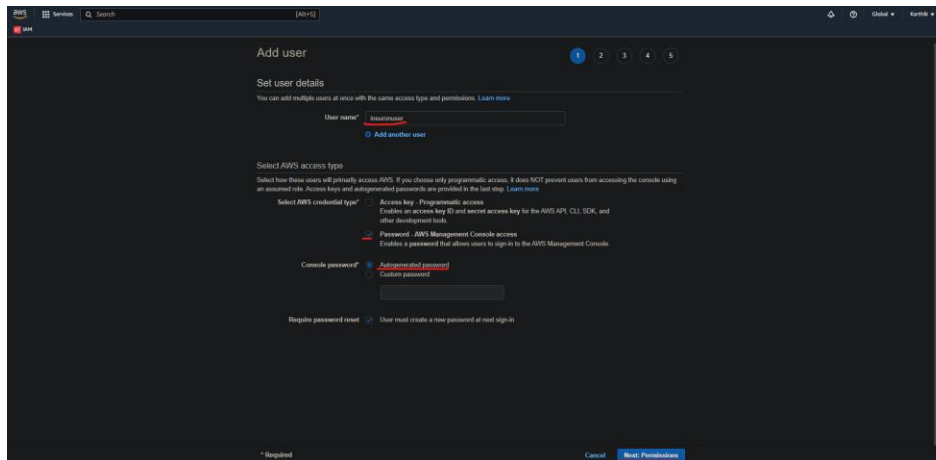 aws Services Search [Alt+S] Global Karthik
IAM
Add user 1 2 3 4 5
Set user details
You can add multiple users at once with the same access type and permissions. Learn more
User name*
Add another user
Select AWS access type
Select how these users will primarily access AWS. If you choose only programmatic access, it does NOT prevent users from accessing the console using
an assumed role. Access keys and autogenerated passwords are provided in the last step. Learn more
Select AWS credential type* Access key - Programmatic access
Enables an access key ID and secret access key for the AWS API, CLI, SDK, and
other development tools.
Password - AWS Management Console access
Enables a password that allows users to sign-in to the AWS Management Console.
Console password* Autogenerated password
Custom password
Require password reset User must create a new password at next sign-in
* Required Cancel Next: Permissions